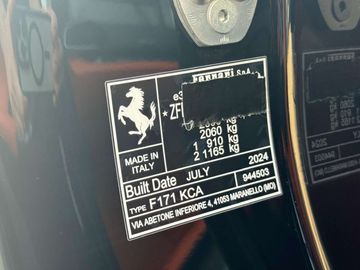 Ferrari S.p.A.
e3
*ZF
2060 kg
1 910 kg
2 1165 kg
MADE IN
ITALY
Built Date JULY 2024
TYPE F171 KCA 944503
VIA ABETONE INFERIORE 4, 41053 MARANELLO (MO)